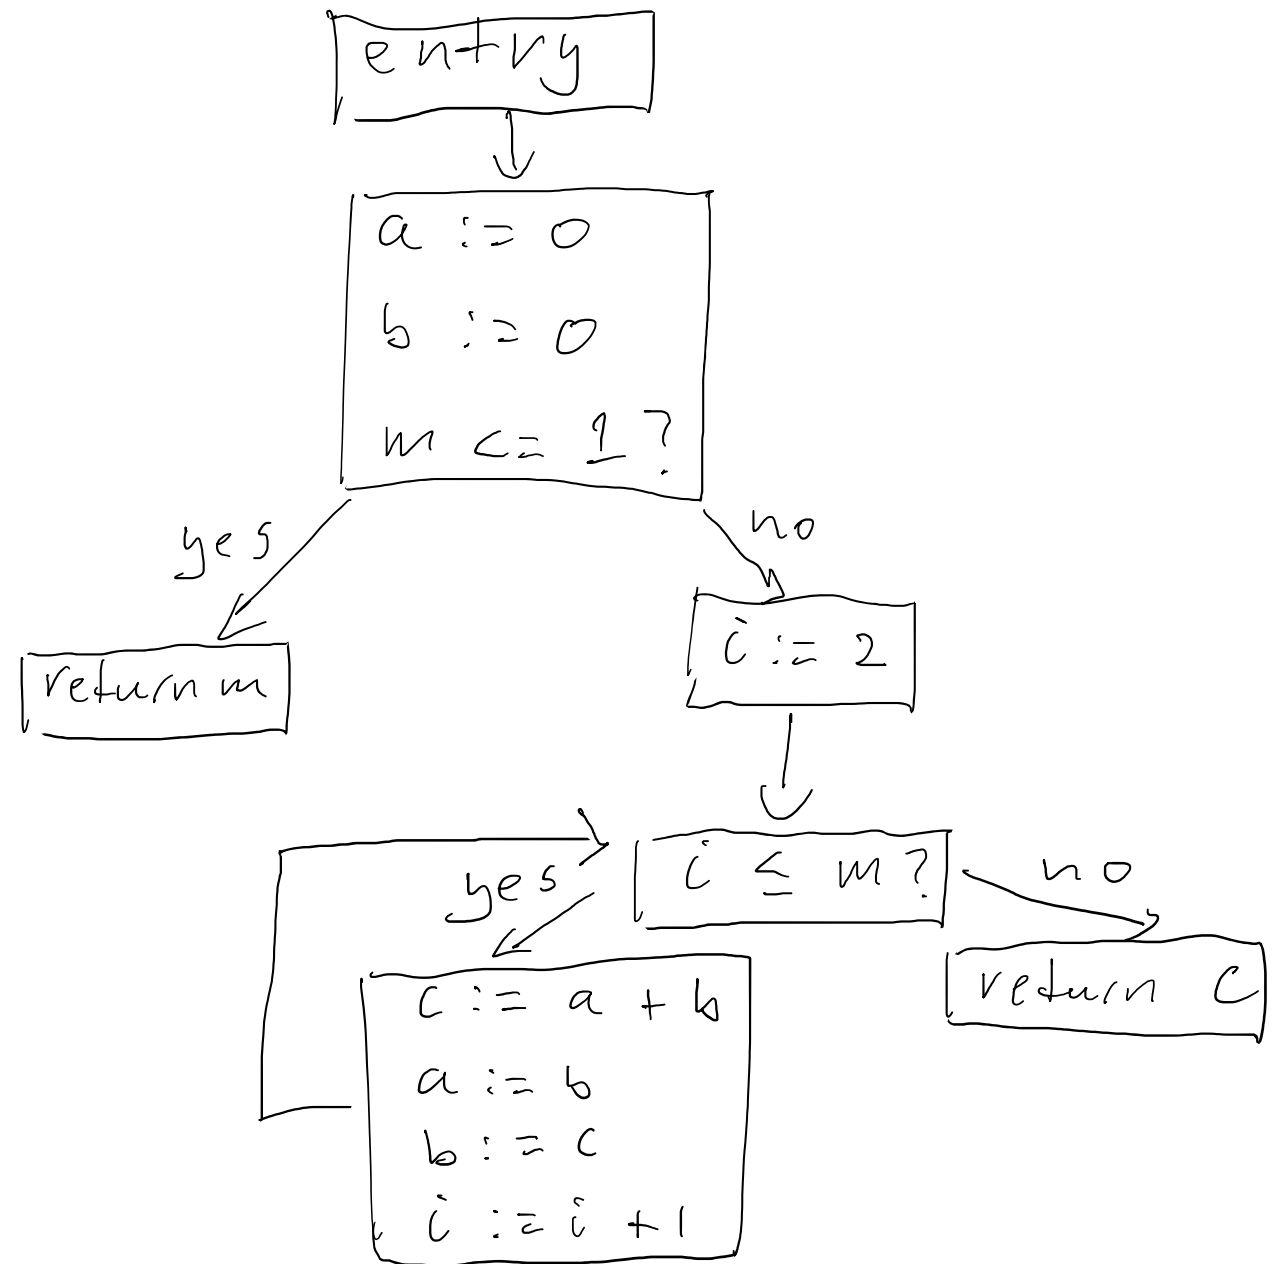 entry
a := 0
b := 0
m <= 1 ?
yes
no
return m
i := 2
yes
i ≤ m ?
no
return c
c := a + b
a := b
b := c
i := i + 1